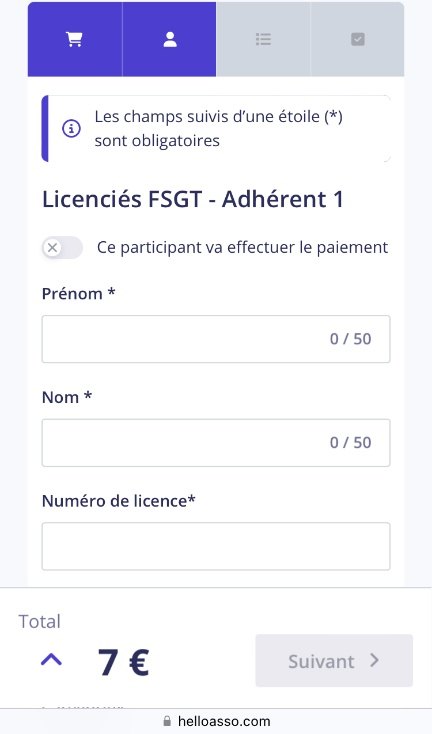 Les champs suivis d’une étoile (*)
sont obligatoires
Licenciés FSGT - Adhérent 1
Ce participant va effectuer le paiement
Prénom *
0 / 50
Nom *
0 / 50
Numéro de licence*
Total
7 €
Suivant
helloasso.com